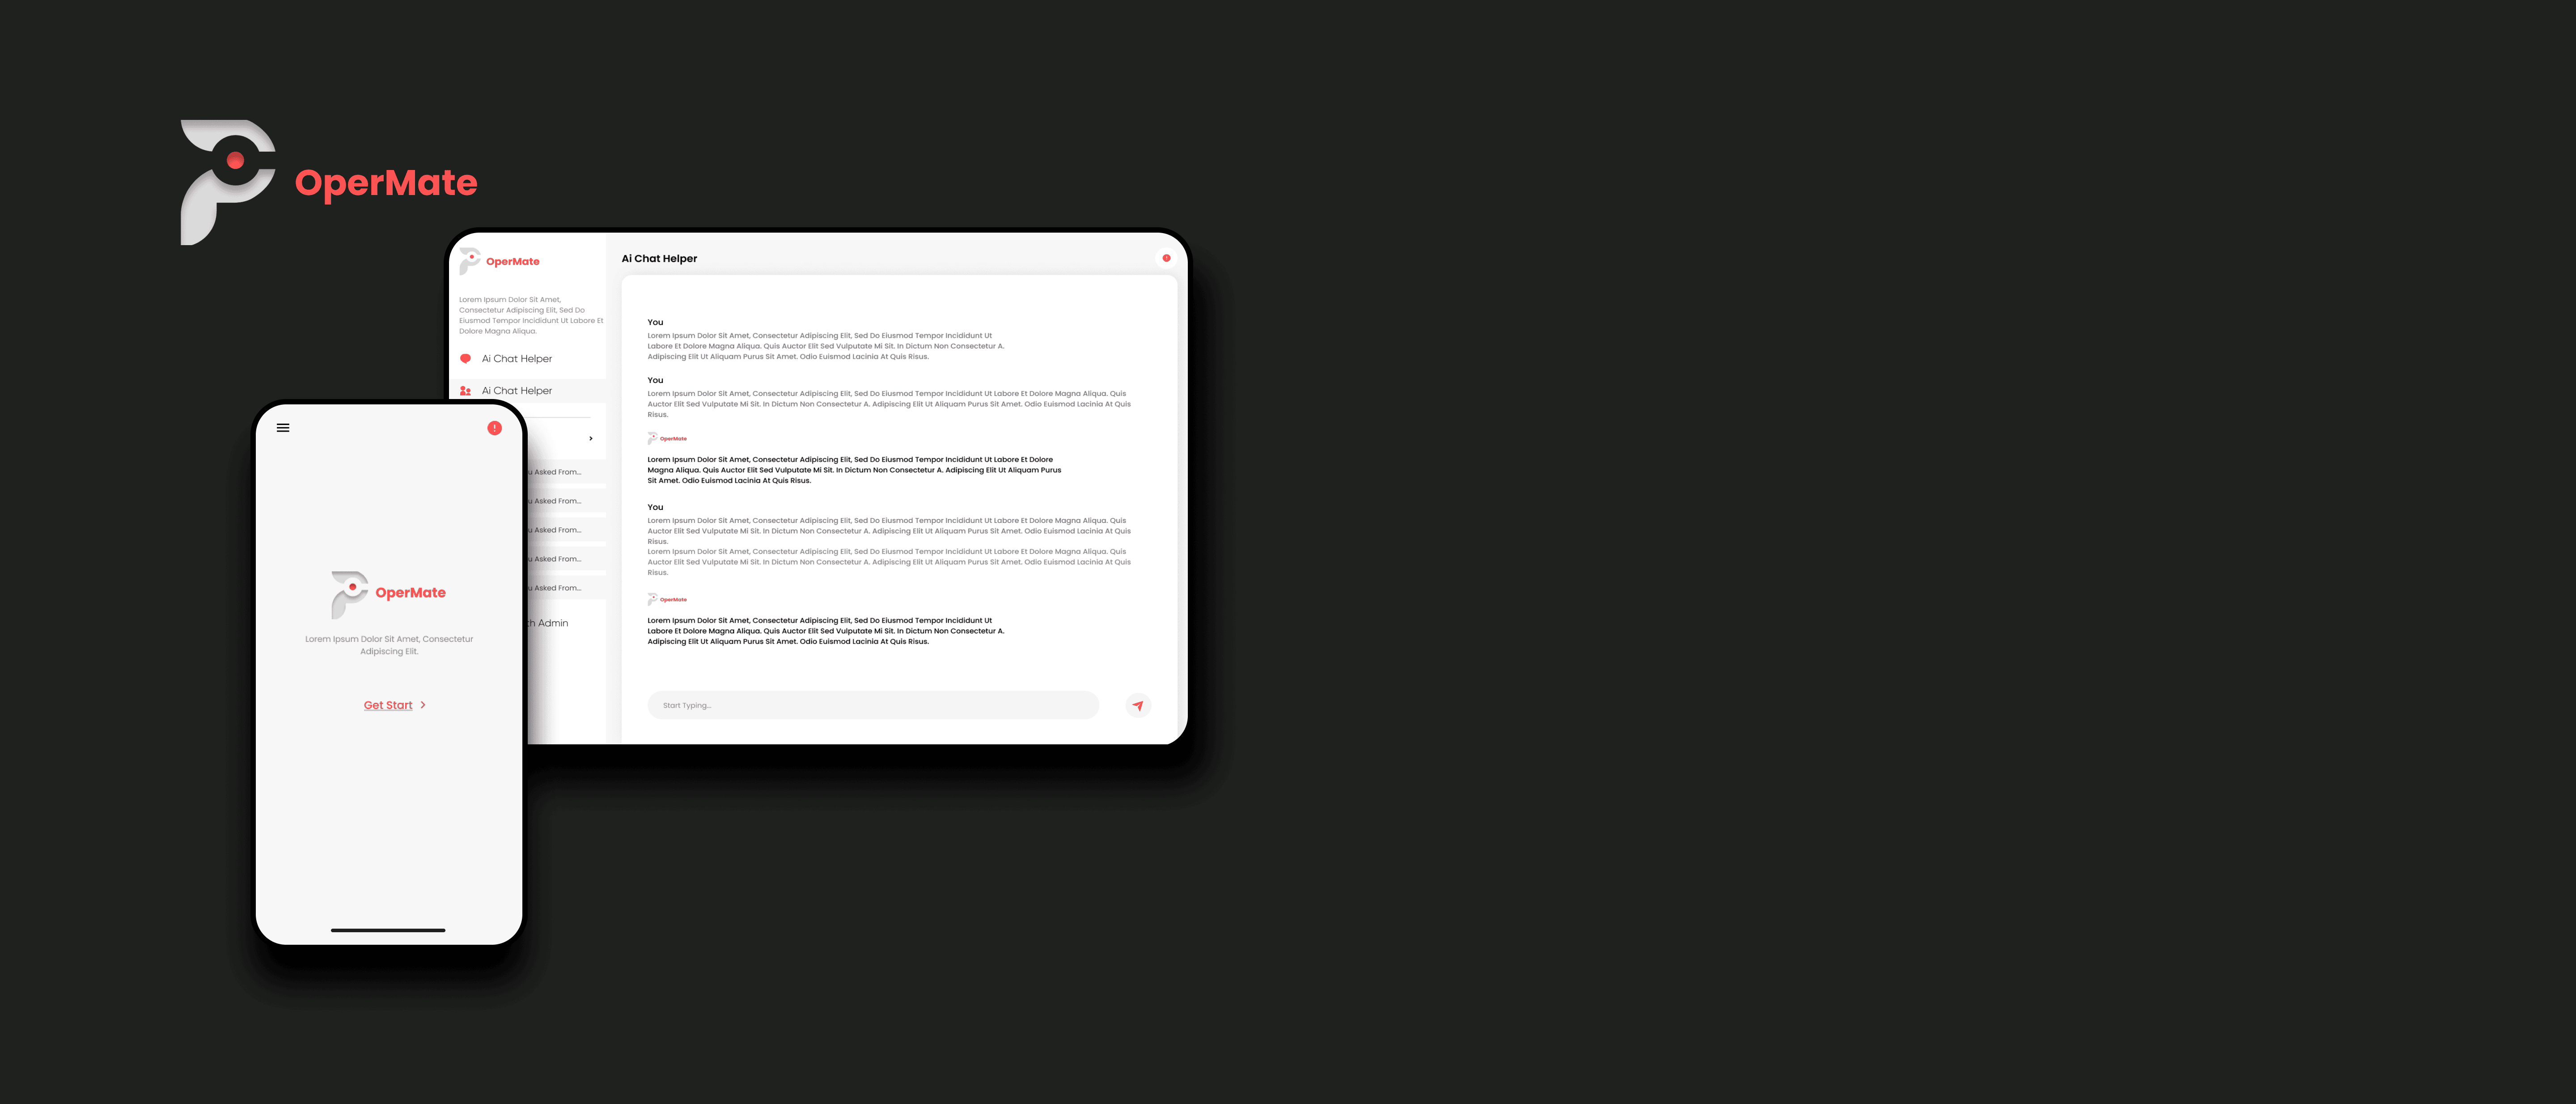 OperMate
OperMate
Lorem Ipsum Dolor Sit Amet,
Consectetur Adipiscing Elit, Sed Do
Eiusmod Tempor Incididunt Ut Labore Et
Dolore Magna Aliqua.
Ai Chat Helper
Ai Chat Helper
u Asked From...
u Asked From...
u Asked From...
u Asked From...
u Asked From...
th Admin
Ai Chat Helper
You
Lorem Ipsum Dolor Sit Amet, Consectetur Adipiscing Elit, Sed Do Eiusmod Tempor Incididunt Ut
Labore Et Dolore Magna Aliqua. Quis Auctor Elit Sed Vulputate Mi Sit. In Dictum Non Consectetur A.
Adipiscing Elit Ut Aliquam Purus Sit Amet. Odio Euismod Lacinia At Quis Risus.
You
Lorem Ipsum Dolor Sit Amet, Consectetur Adipiscing Elit, Sed Do Eiusmod Tempor Incididunt Ut Labore Et Dolore Magna Aliqua. Quis
Auctor Elit Sed Vulputate Mi Sit. In Dictum Non Consectetur A. Adipiscing Elit Ut Aliquam Purus Sit Amet. Odio Euismod Lacinia At Quis
Risus.
OperMate
Lorem Ipsum Dolor Sit Amet, Consectetur Adipiscing Elit, Sed Do Eiusmod Tempor Incididunt Ut Labore Et Dolore
Magna Aliqua. Quis Auctor Elit Sed Vulputate Mi Sit. In Dictum Non Consectetur A. Adipiscing Elit Ut Aliquam Purus
Sit Amet. Odio Euismod Lacinia At Quis Risus.
You
Lorem Ipsum Dolor Sit Amet, Consectetur Adipiscing Elit, Sed Do Eiusmod Tempor Incididunt Ut Labore Et Dolore Magna Aliqua. Quis
Auctor Elit Sed Vulputate Mi Sit. In Dictum Non Consectetur A. Adipiscing Elit Ut Aliquam Purus Sit Amet. Odio Euismod Lacinia At Quis
Risus.
Lorem Ipsum Dolor Sit Amet, Consectetur Adipiscing Elit, Sed Do Eiusmod Tempor Incididunt Ut Labore Et Dolore Magna Aliqua. Quis
Auctor Elit Sed Vulputate Mi Sit. In Dictum Non Consectetur A. Adipiscing Elit Ut Aliquam Purus Sit Amet. Odio Euismod Lacinia At Quis
Risus.
OperMate
Lorem Ipsum Dolor Sit Amet, Consectetur Adipiscing Elit, Sed Do Eiusmod Tempor Incididunt Ut
Labore Et Dolore Magna Aliqua. Quis Auctor Elit Sed Vulputate Mi Sit. In Dictum Non Consectetur A.
Adipiscing Elit Ut Aliquam Purus Sit Amet. Odio Euismod Lacinia At Quis Risus.
Start Typing...
OperMate
Lorem Ipsum Dolor Sit Amet, Consectetur
Adipiscing Elit.
Get Start